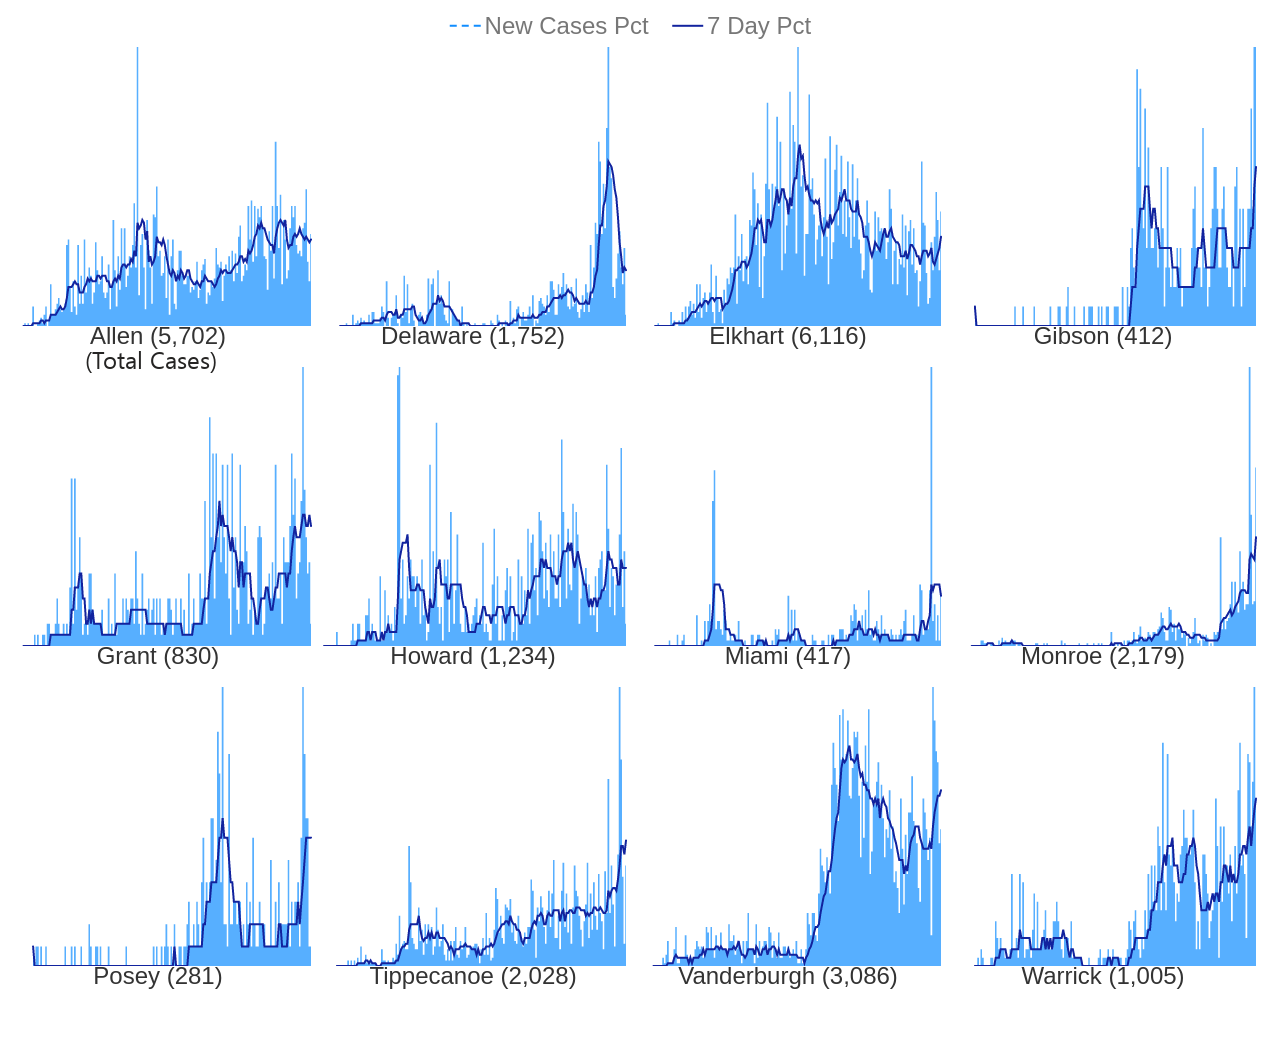 New Cases Pct 7 Day Pct
Allen (5,702) Delaware (1,752) Elkhart (6,116) Gibson (412)
(Total Cases)
Grant (830) Howard (1,234) Miami (417) Monroe (2,179)
Posey (281) Tippecanoe (2,028) Vanderburgh (3,086) Warrick (1,005)